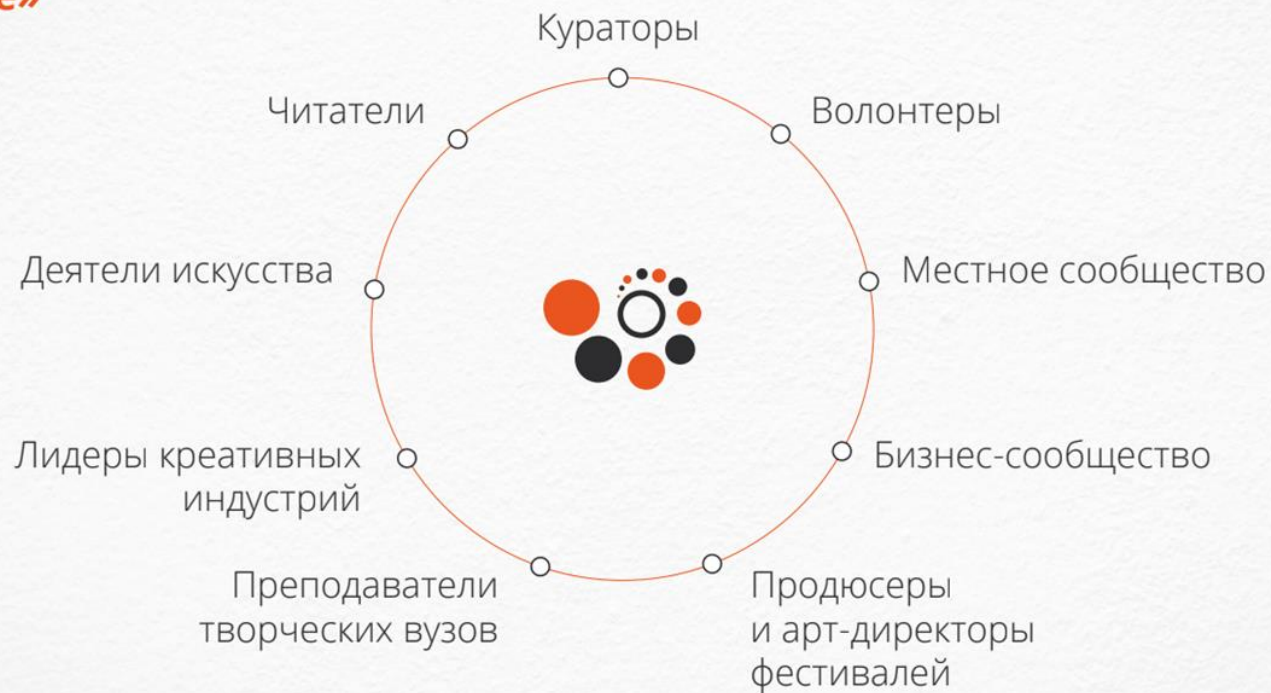 Кураторы
Читатели
Волонтеры
Деятели искусства
Местное сообщество
Лидеры креативных
индустрий
Бизнес-сообщество
Преподаватели
творческих вузов
Продюсеры
и арт-директоры
фестивалей